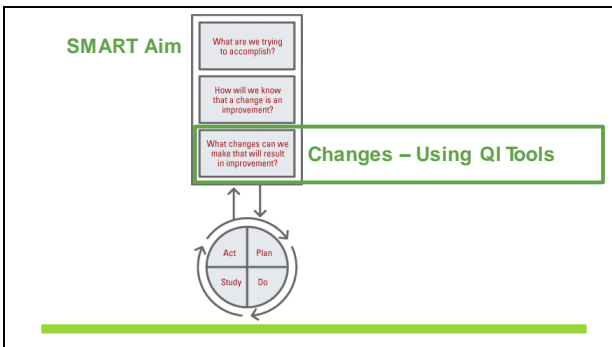 SMART Aim
What are we trying
to accomplish?
How will we know
that a change is an
improvement?
What changes can we
make that will result
in improvement?
Changes – Using QI Tools
Act
Plan
Study
Do